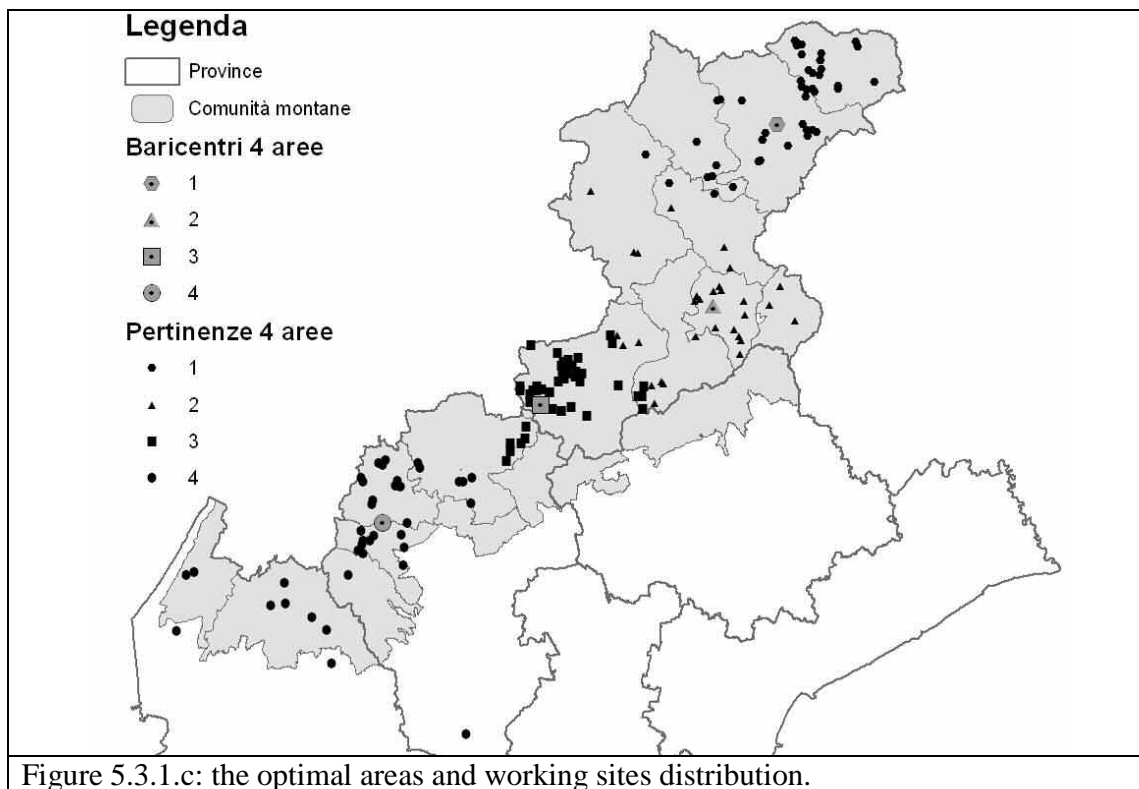 Legenda
Province
Comunità montane
Baricentri 4 aree
1
2
3
4
Pertinenze 4 aree
1
2
3
4
Figure 5.3.1.c: the optimal areas and working sites distribution.